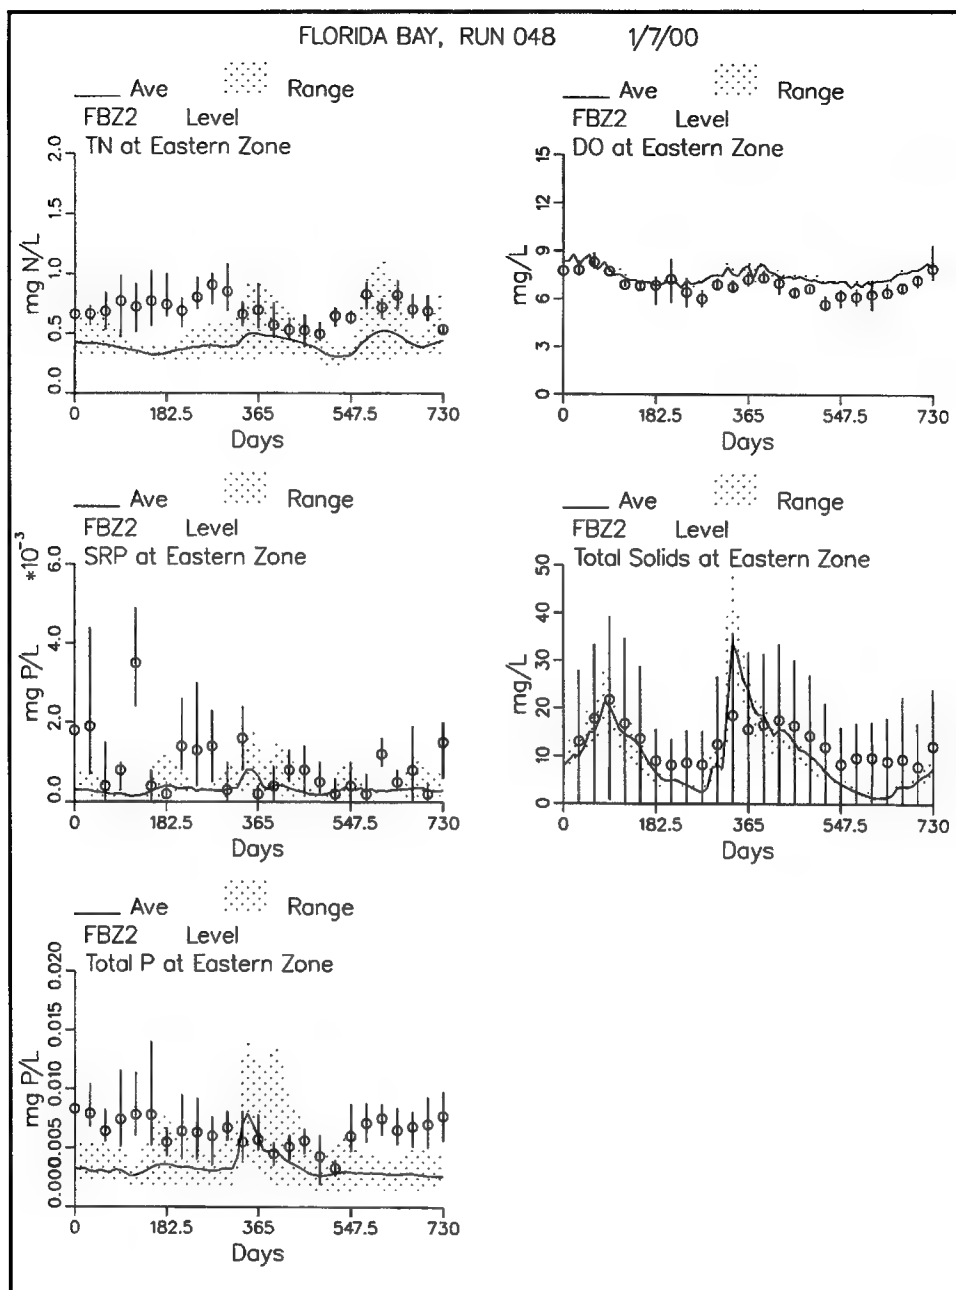 FLORIDA BAY, RUN 048 1/7/00
Ave Range
FBZ2 Level
TN at Eastern Zone
mg N/L
0.0 0.5 1.0 1.5 2.0
0 182.5 365 547.5 730
Days
Ave Range
FBZ2 Level
DO at Eastern Zone
mg/L
0 3 6 9 12 15
0 182.5 365 547.5 730
Days
Ave Range
FBZ2 Level
SRP at Eastern Zone
mg P/L *10⁻³
0.0 2.0 4.0 6.0
0 182.5 365 547.5 730
Days
Ave Range
FBZ2 Level
Total Solids at Eastern Zone
mg/L
0 10 20 30 40 50
0 182.5 365 547.5 730
Days
Ave Range
FBZ2 Level
Total P at Eastern Zone
mg P/L
0.000 0.005 0.010 0.015 0.020
0 182.5 365 547.5 730
Days